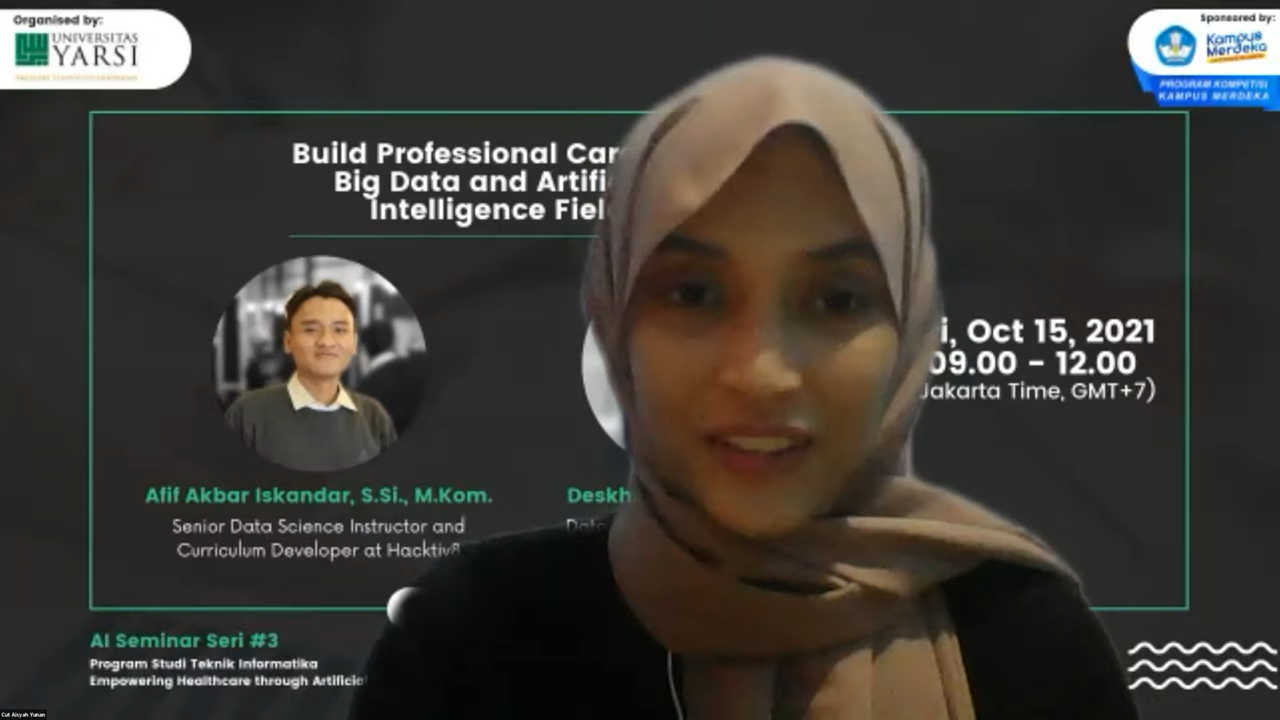 Organised by:
UNIVERSITAS
YARSI
Sponsored by:
Kampus
Merdeka
PROGRAM KOMPETISI
KAMPUS MERDEKA
Build Professional Car
Big Data and Artifi
Intelligence Fiel
i, Oct 15, 2021
09.00 - 12.00
Jakarta Time, GMT+7)
Afif Akbar Iskandar, S.Si., M.Kom.
Senior Data Science Instructor and
Curriculum Developer at Hacktiv8
Deskh
Data
AI Seminar Seri #3
Program Studi Teknik Informatika
Empowering Healthcare through Artificial
Cut Aisyah Yunan